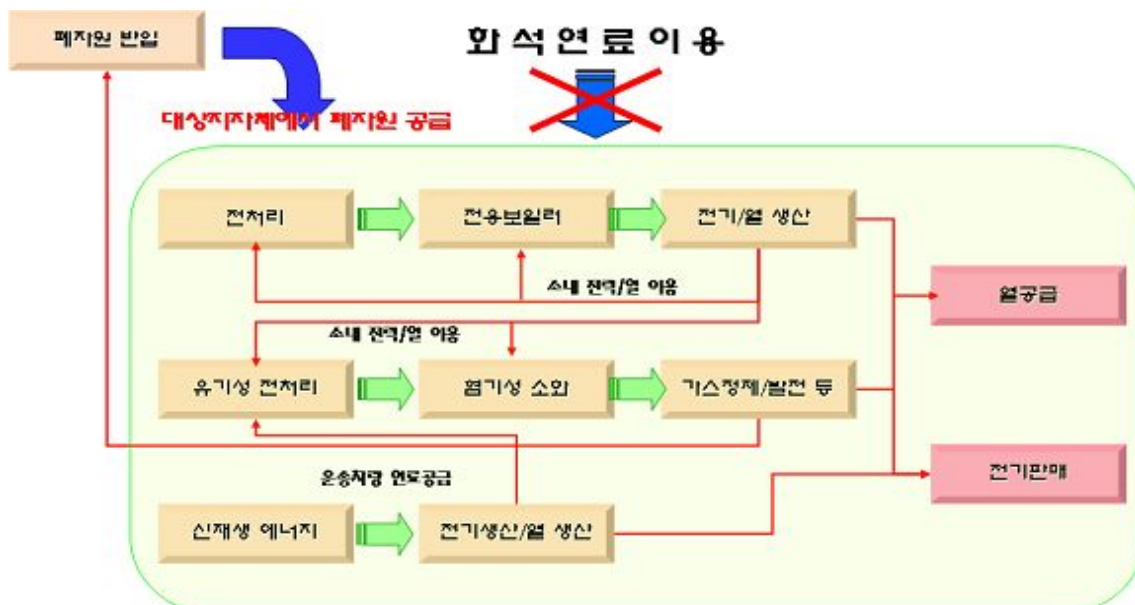 폐자원 반입
화석연료이용
대상지자체에서 폐자원 공급
전처리
전용보일러
전기/열 생산
소내 전력/열 이용
열공급
소내 전력/열 이용
유기성 전처리
혐기성 소화
가스정제/발전 등
전기판매
운송차량 연료공급
신재생 에너지
전기생산/열 생산